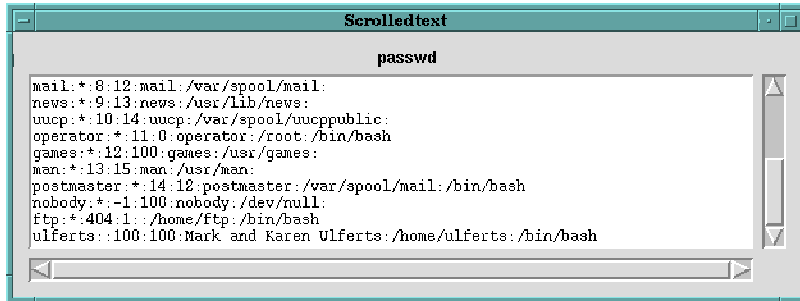 Scrolledtext
passwd
mail:*:8:12:mail:/var/spool/mail:
news:*:9:13:news:/usr/lib/news:
uucp:*:10:14:uucp:/var/spool/uucppublic:
operator:*:11:0:operator:/root:/bin/bash
games:*:12:100:games:/usr/games:
man:*:13:15:man:/usr/man:
postmaster:*:14:12:postmaster:/var/spool/mail:/bin/bash
nobody:*:-1:100:nobody:/dev/null:
ftp:*:404:1::/home/ftp:/bin/bash
ulferts::100:100:Mark and Karen Ulferts:/home/ulferts:/bin/bash